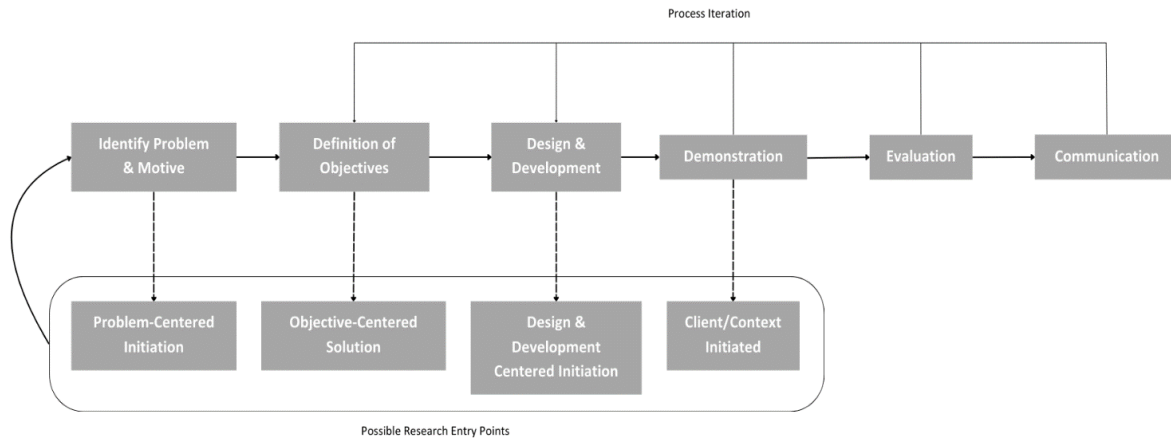 Process Iteration
Identify Problem
& Motive
Definition of
Objectives
Design &
Development
Demonstration
Evaluation
Communication
Problem-Centered
Initiation
Objective-Centered
Solution
Design &
Development
Centered Initiation
Client/Context
Initiated
Possible Research Entry Points